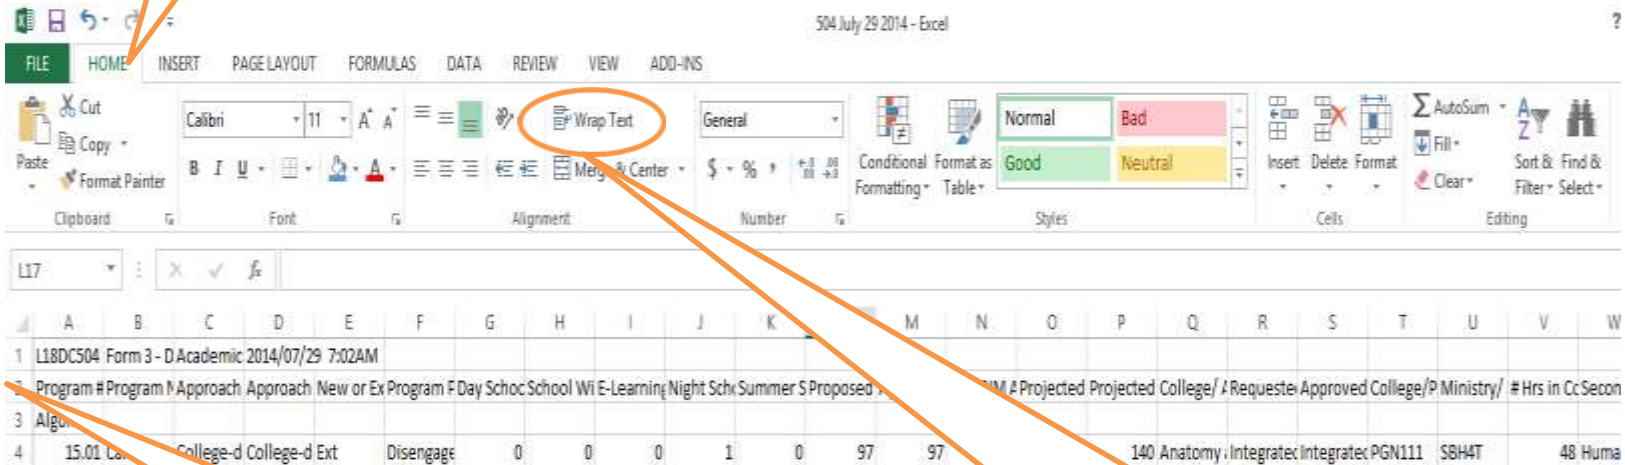 504 July 29 2014 - Excel ?
FILE HOME INSERT PAGE LAYOUT FORMULAS DATA REVIEW VIEW ADD-INS
Cut
Copy
Format Painter
Paste
Clipboard
Calibri 11 A A
B I U A
Font
Wrap Text
Merge & Center
Alignment
General
$ % ,
Number
Conditional Formatting
Format as Table
Normal Bad
Good Neutral
Styles
Insert Delete Format
Cells
AutoSum
Fill
Clear
Sort & Filter
Find & Select
Editing
L17 fx
A B C D E F G H I J K M N O P Q R S T U V W
1 L18DC504 Form 3 - D Academic 2014/07/29 7:02AM
2 Program # Program N Approach Approach New or Ex Program F Day Schoc School Wi E-Learning Night Sch Summer S Proposed Projected Projected College/ A Requeste Approved College/P Ministry/ # Hrs in Cc Secon
3 Algo
4 15.01 College-d College-d Ext Disengage 0 0 0 1 0 97 97 140 Anatomy Integrated Integrated PGN111 SBH4T 48 Huma